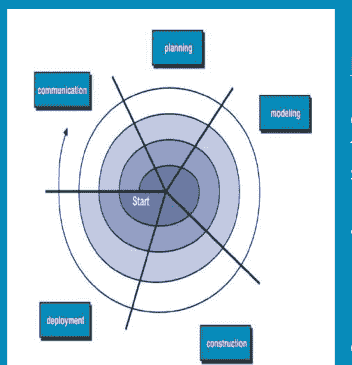 planning
communication
modeling
Start
deployment
construction